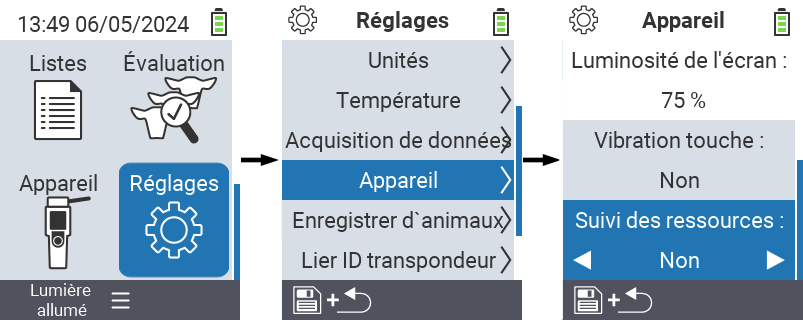 13:49 06/05/2024
Listes
Évaluation
Appareil
Réglages
Lumière
allumé
Réglages
Unités
Température
Acquisition de données
Appareil
Enregistrer d`animaux
Lier ID transpondeur
+
Appareil
Luminosité de l'écran :
75 %
Vibration touche :
Non
Suivi des ressources :
Non
+